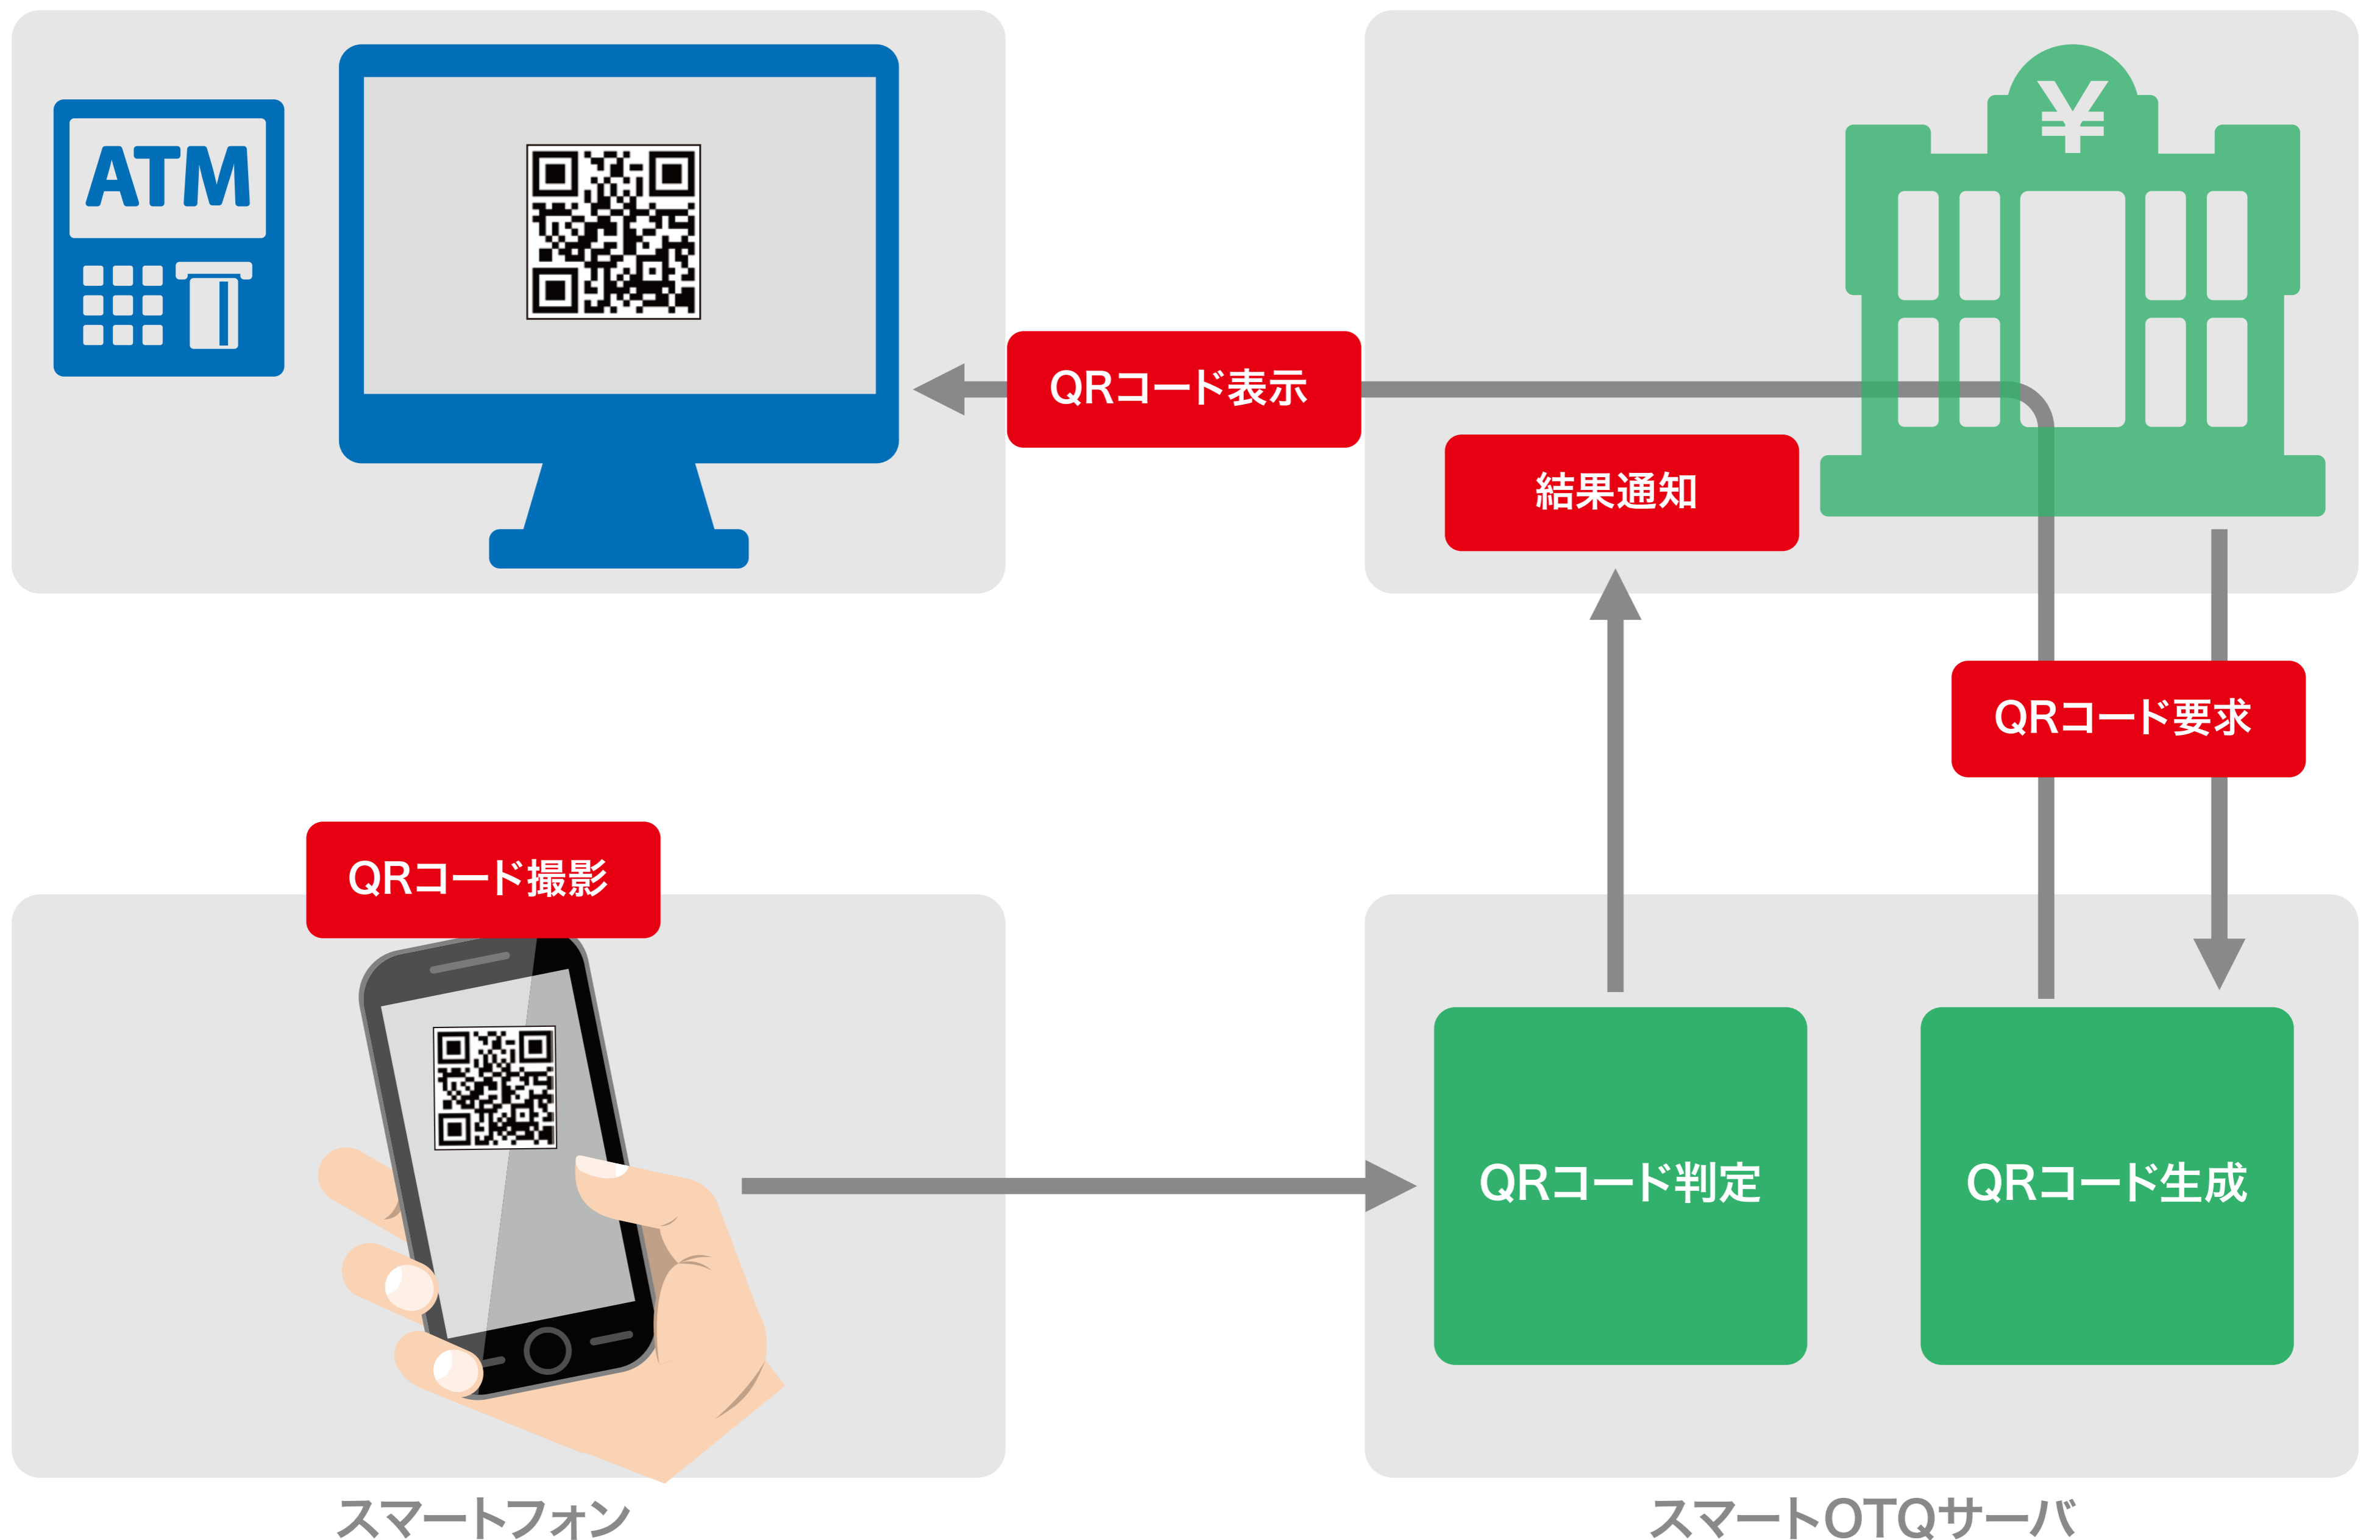 ATM
¥
QRコード表示
結果通知
QRコード要求
QRコード撮影
QRコード判定
QRコード生成
スマートフォン
スマートOTQサーバ